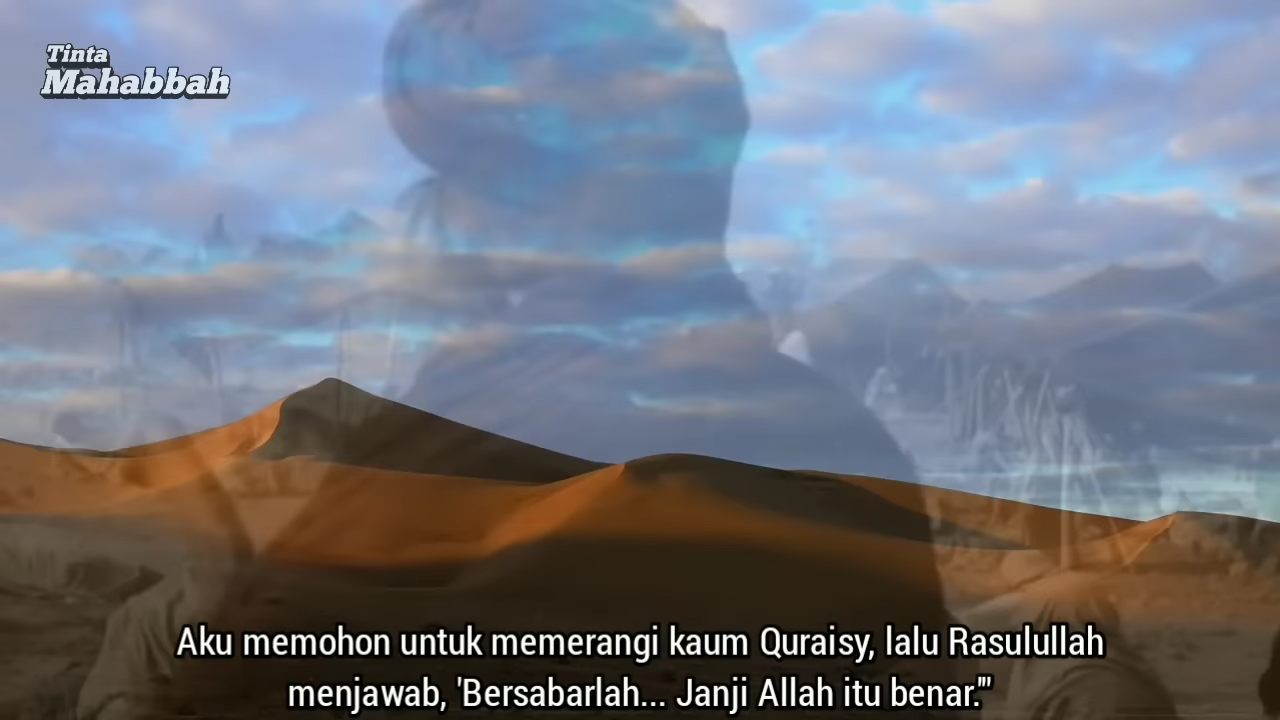 Tinta
Mahabbah
Aku memohon untuk memerangi kaum Quraisy, lalu Rasulullah
menjawab, 'Bersabarlah... Janji Allah itu benar.'"